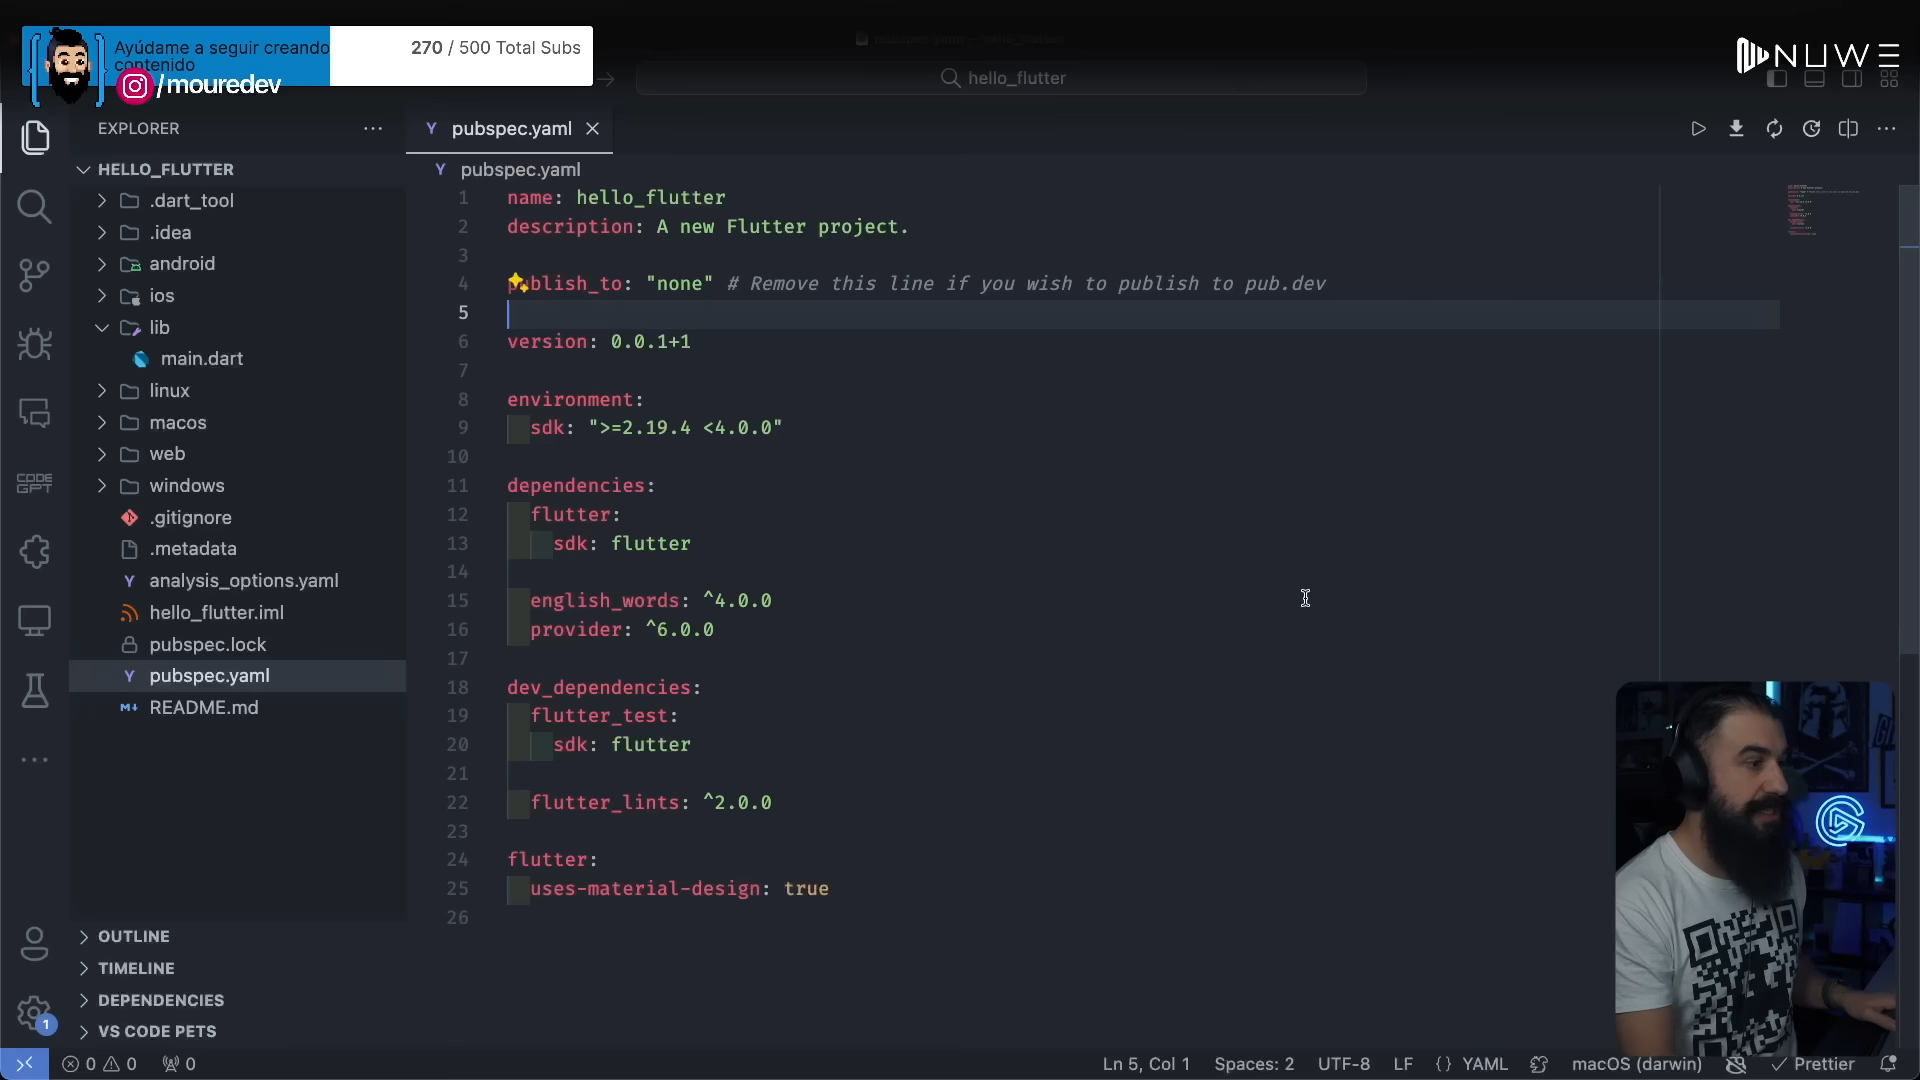 Ayúdame a seguir creando
contenido
270 / 500 Total Subs
/mouredev
hello_flutter
NUWE
EXPLORER
pubspec.yaml
HELLO_FLUTTER
pubspec.yaml
.dart_tool
.idea
android
ios
lib
main.dart
linux
macos
web
windows
.gitignore
.metadata
analysis_options.yaml
hello_flutter.iml
pubspec.lock
pubspec.yaml
README.md
CODE
GPT
1 name: hello_flutter
2 description: A new Flutter project.
3
4 publish_to: "none" # Remove this line if you wish to publish to pub.dev
5
6 version: 0.0.1+1
7
8 environment:
9 sdk: ">=2.19.4 <4.0.0"
10
11 dependencies:
12 flutter:
13 sdk: flutter
14
15 english_words: ^4.0.0
16 provider: ^6.0.0
17
18 dev_dependencies:
19 flutter_test:
20 sdk: flutter
21
22 flutter_lints: ^2.0.0
23
24 flutter:
25 uses-material-design: true
26
OUTLINE
TIMELINE
DEPENDENCIES
VS CODE PETS
1
0 0 0
Ln 5, Col 1 Spaces: 2 UTF-8 LF {} YAML macOS (darwin) Prettier